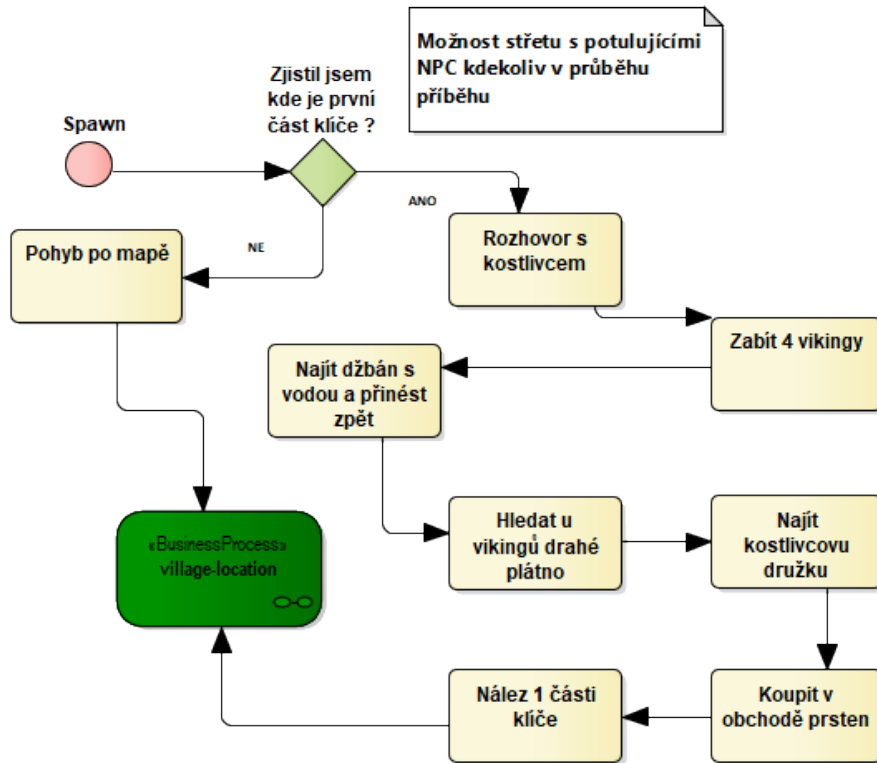 Možnost střetu s potulujícími
NPC kdekoliv v průběhu
příběhu
Zjistil jsem
kde je první
část klíče ?
Spawn
ANO
NE
Rozhovor s
kostlivcem
Pohyb po mapě
Zabít 4 vikingy
Najít džbán s
vodou a přinést
zpět
Hledat u
vikingů drahé
plátno
Najít
kostlivcovu
družku
«BusinessProcess»
village-location
Nález 1 části
klíče
Koupit v
obchodě prsten